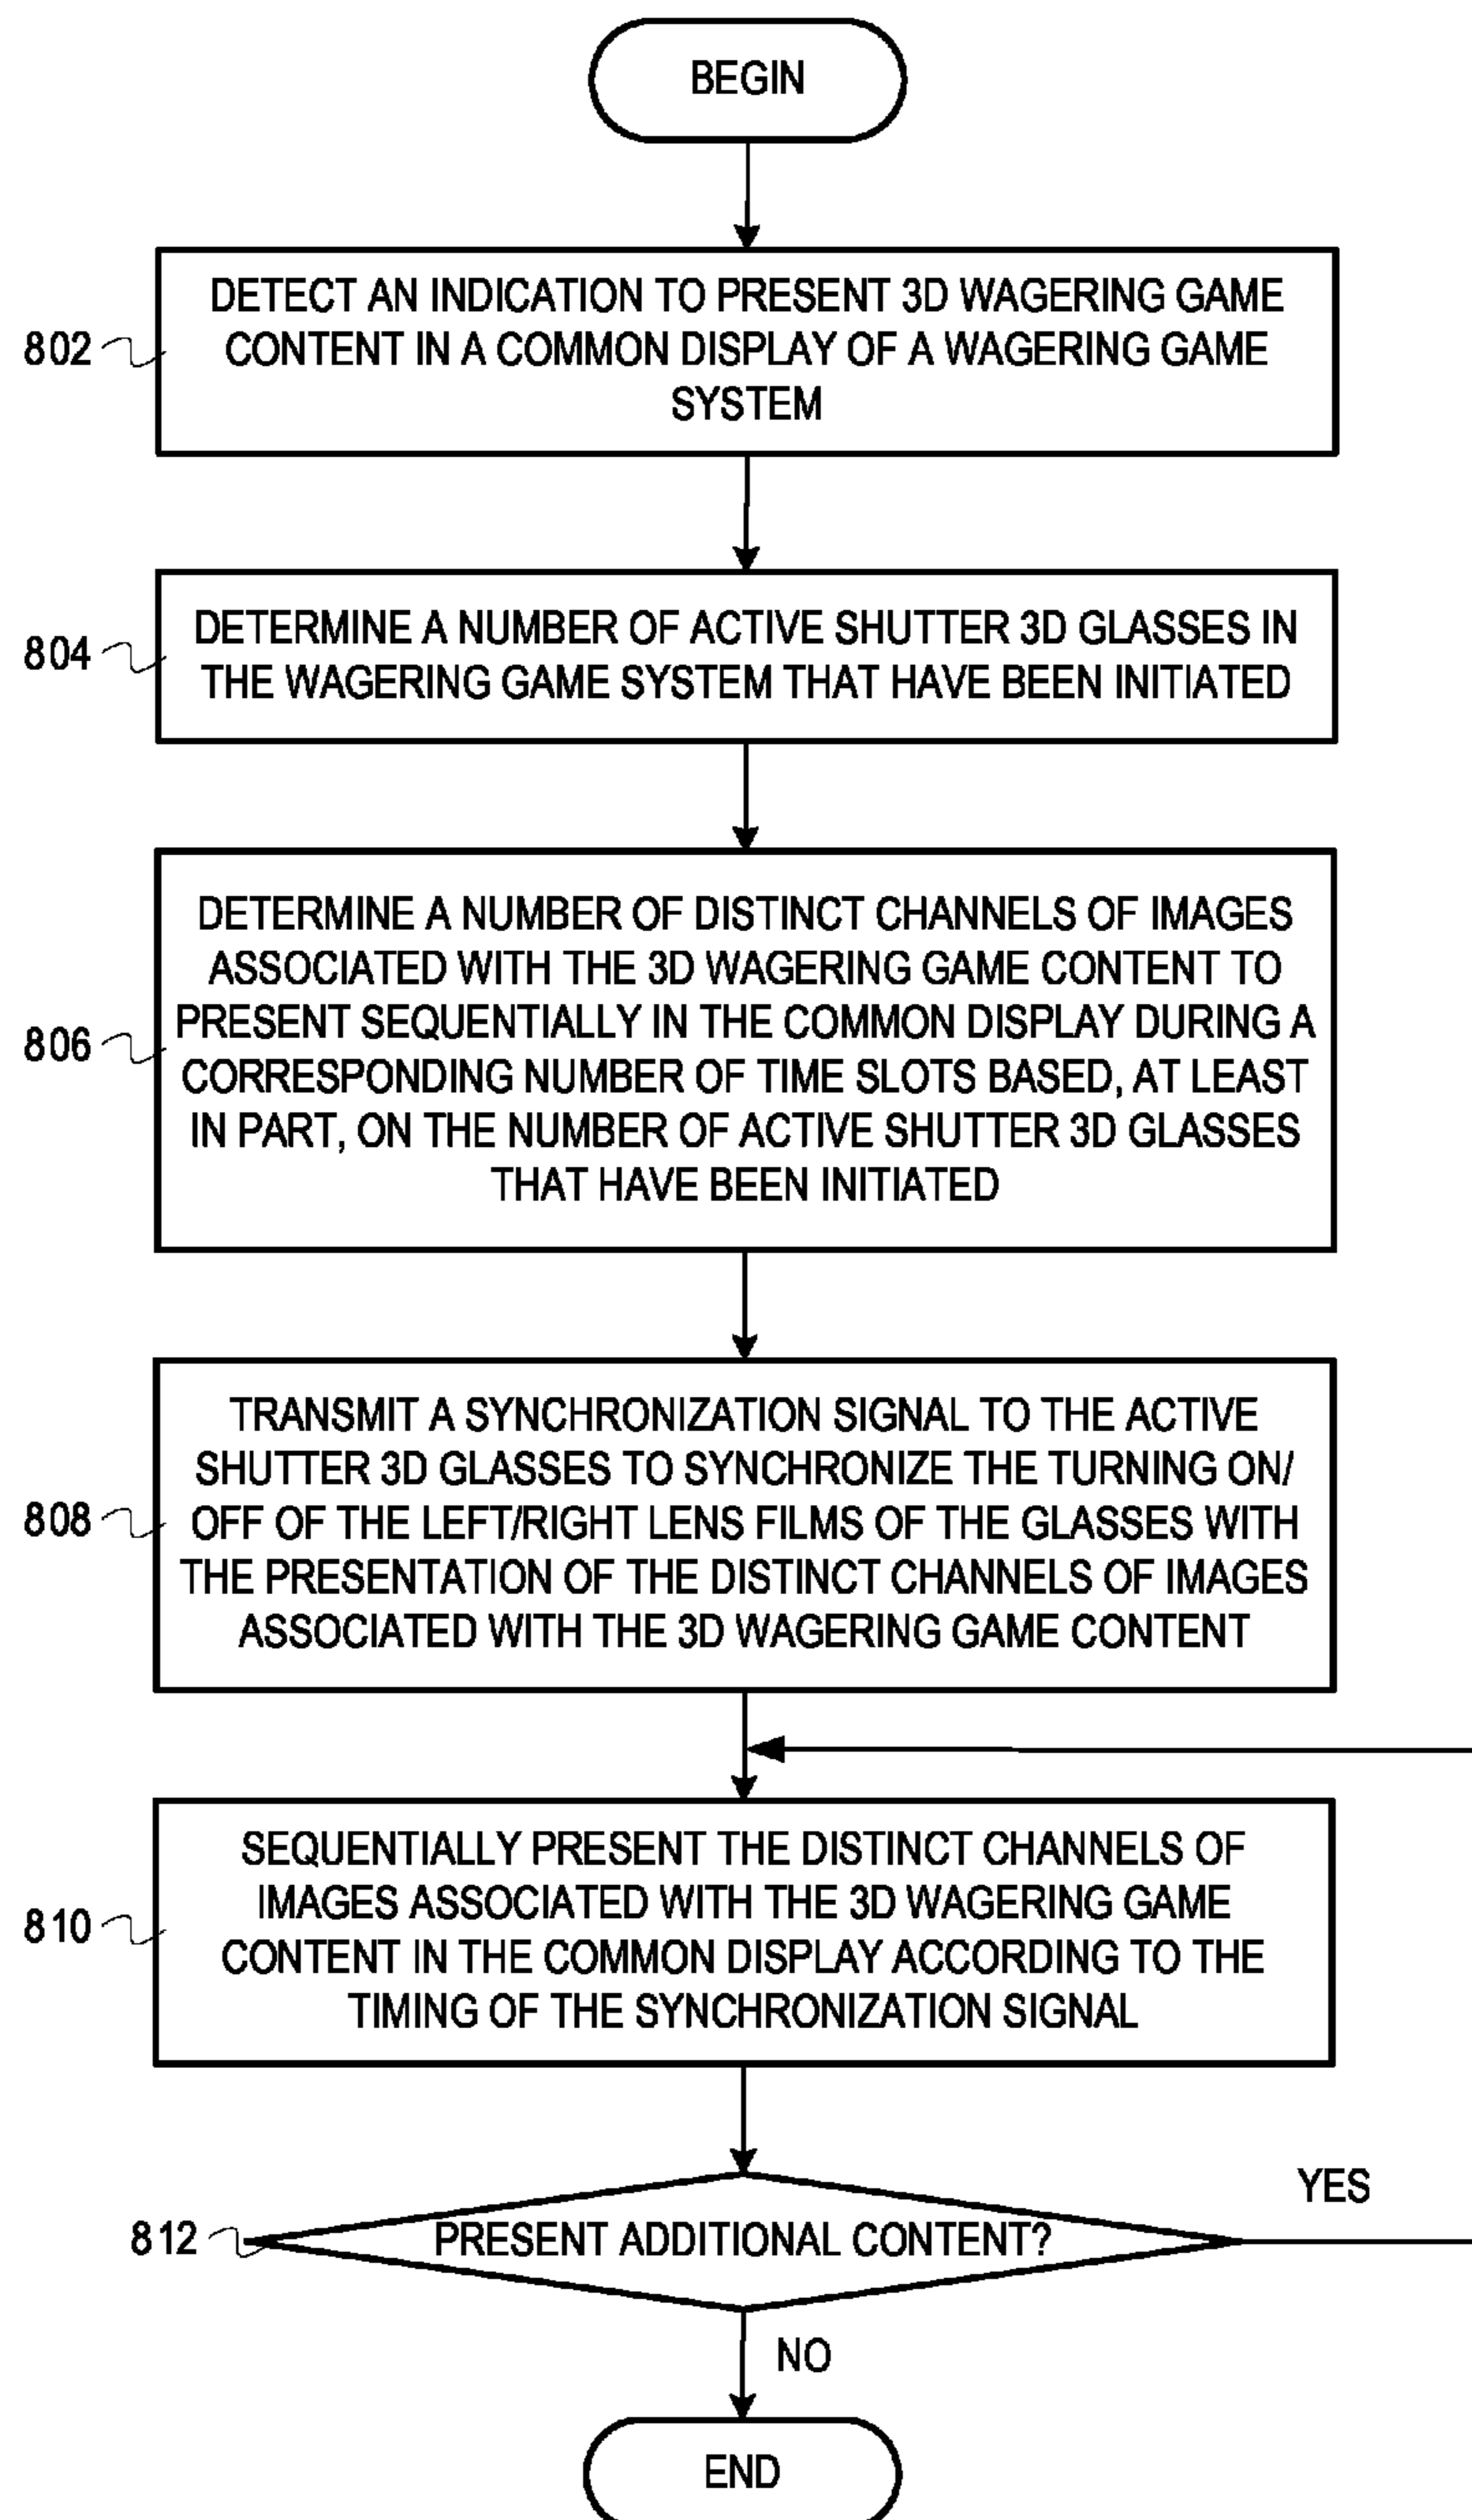 BEGIN
DETECT AN INDICATION TO PRESENT 3D WAGERING GAME
CONTENT IN A COMMON DISPLAY OF A WAGERING GAME
SYSTEM
802
DETERMINE A NUMBER OF ACTIVE SHUTTER 3D GLASSES IN
THE WAGERING GAME SYSTEM THAT HAVE BEEN INITIATED
804
DETERMINE A NUMBER OF DISTINCT CHANNELS OF IMAGES
ASSOCIATED WITH THE 3D WAGERING GAME CONTENT TO
PRESENT SEQUENTIALLY IN THE COMMON DISPLAY DURING A
CORRESPONDING NUMBER OF TIME SLOTS BASED, AT LEAST
IN PART, ON THE NUMBER OF ACTIVE SHUTTER 3D GLASSES
THAT HAVE BEEN INITIATED
806
TRANSMIT A SYNCHRONIZATION SIGNAL TO THE ACTIVE
SHUTTER 3D GLASSES TO SYNCHRONIZE THE TURNING ON/
OFF OF THE LEFT/RIGHT LENS FILMS OF THE GLASSES WITH
THE PRESENTATION OF THE DISTINCT CHANNELS OF IMAGES
ASSOCIATED WITH THE 3D WAGERING GAME CONTENT
808
SEQUENTIALLY PRESENT THE DISTINCT CHANNELS OF
IMAGES ASSOCIATED WITH THE 3D WAGERING GAME
CONTENT IN THE COMMON DISPLAY ACCORDING TO THE
TIMING OF THE SYNCHRONIZATION SIGNAL
810
YES
PRESENT ADDITIONAL CONTENT?
812
NO
END